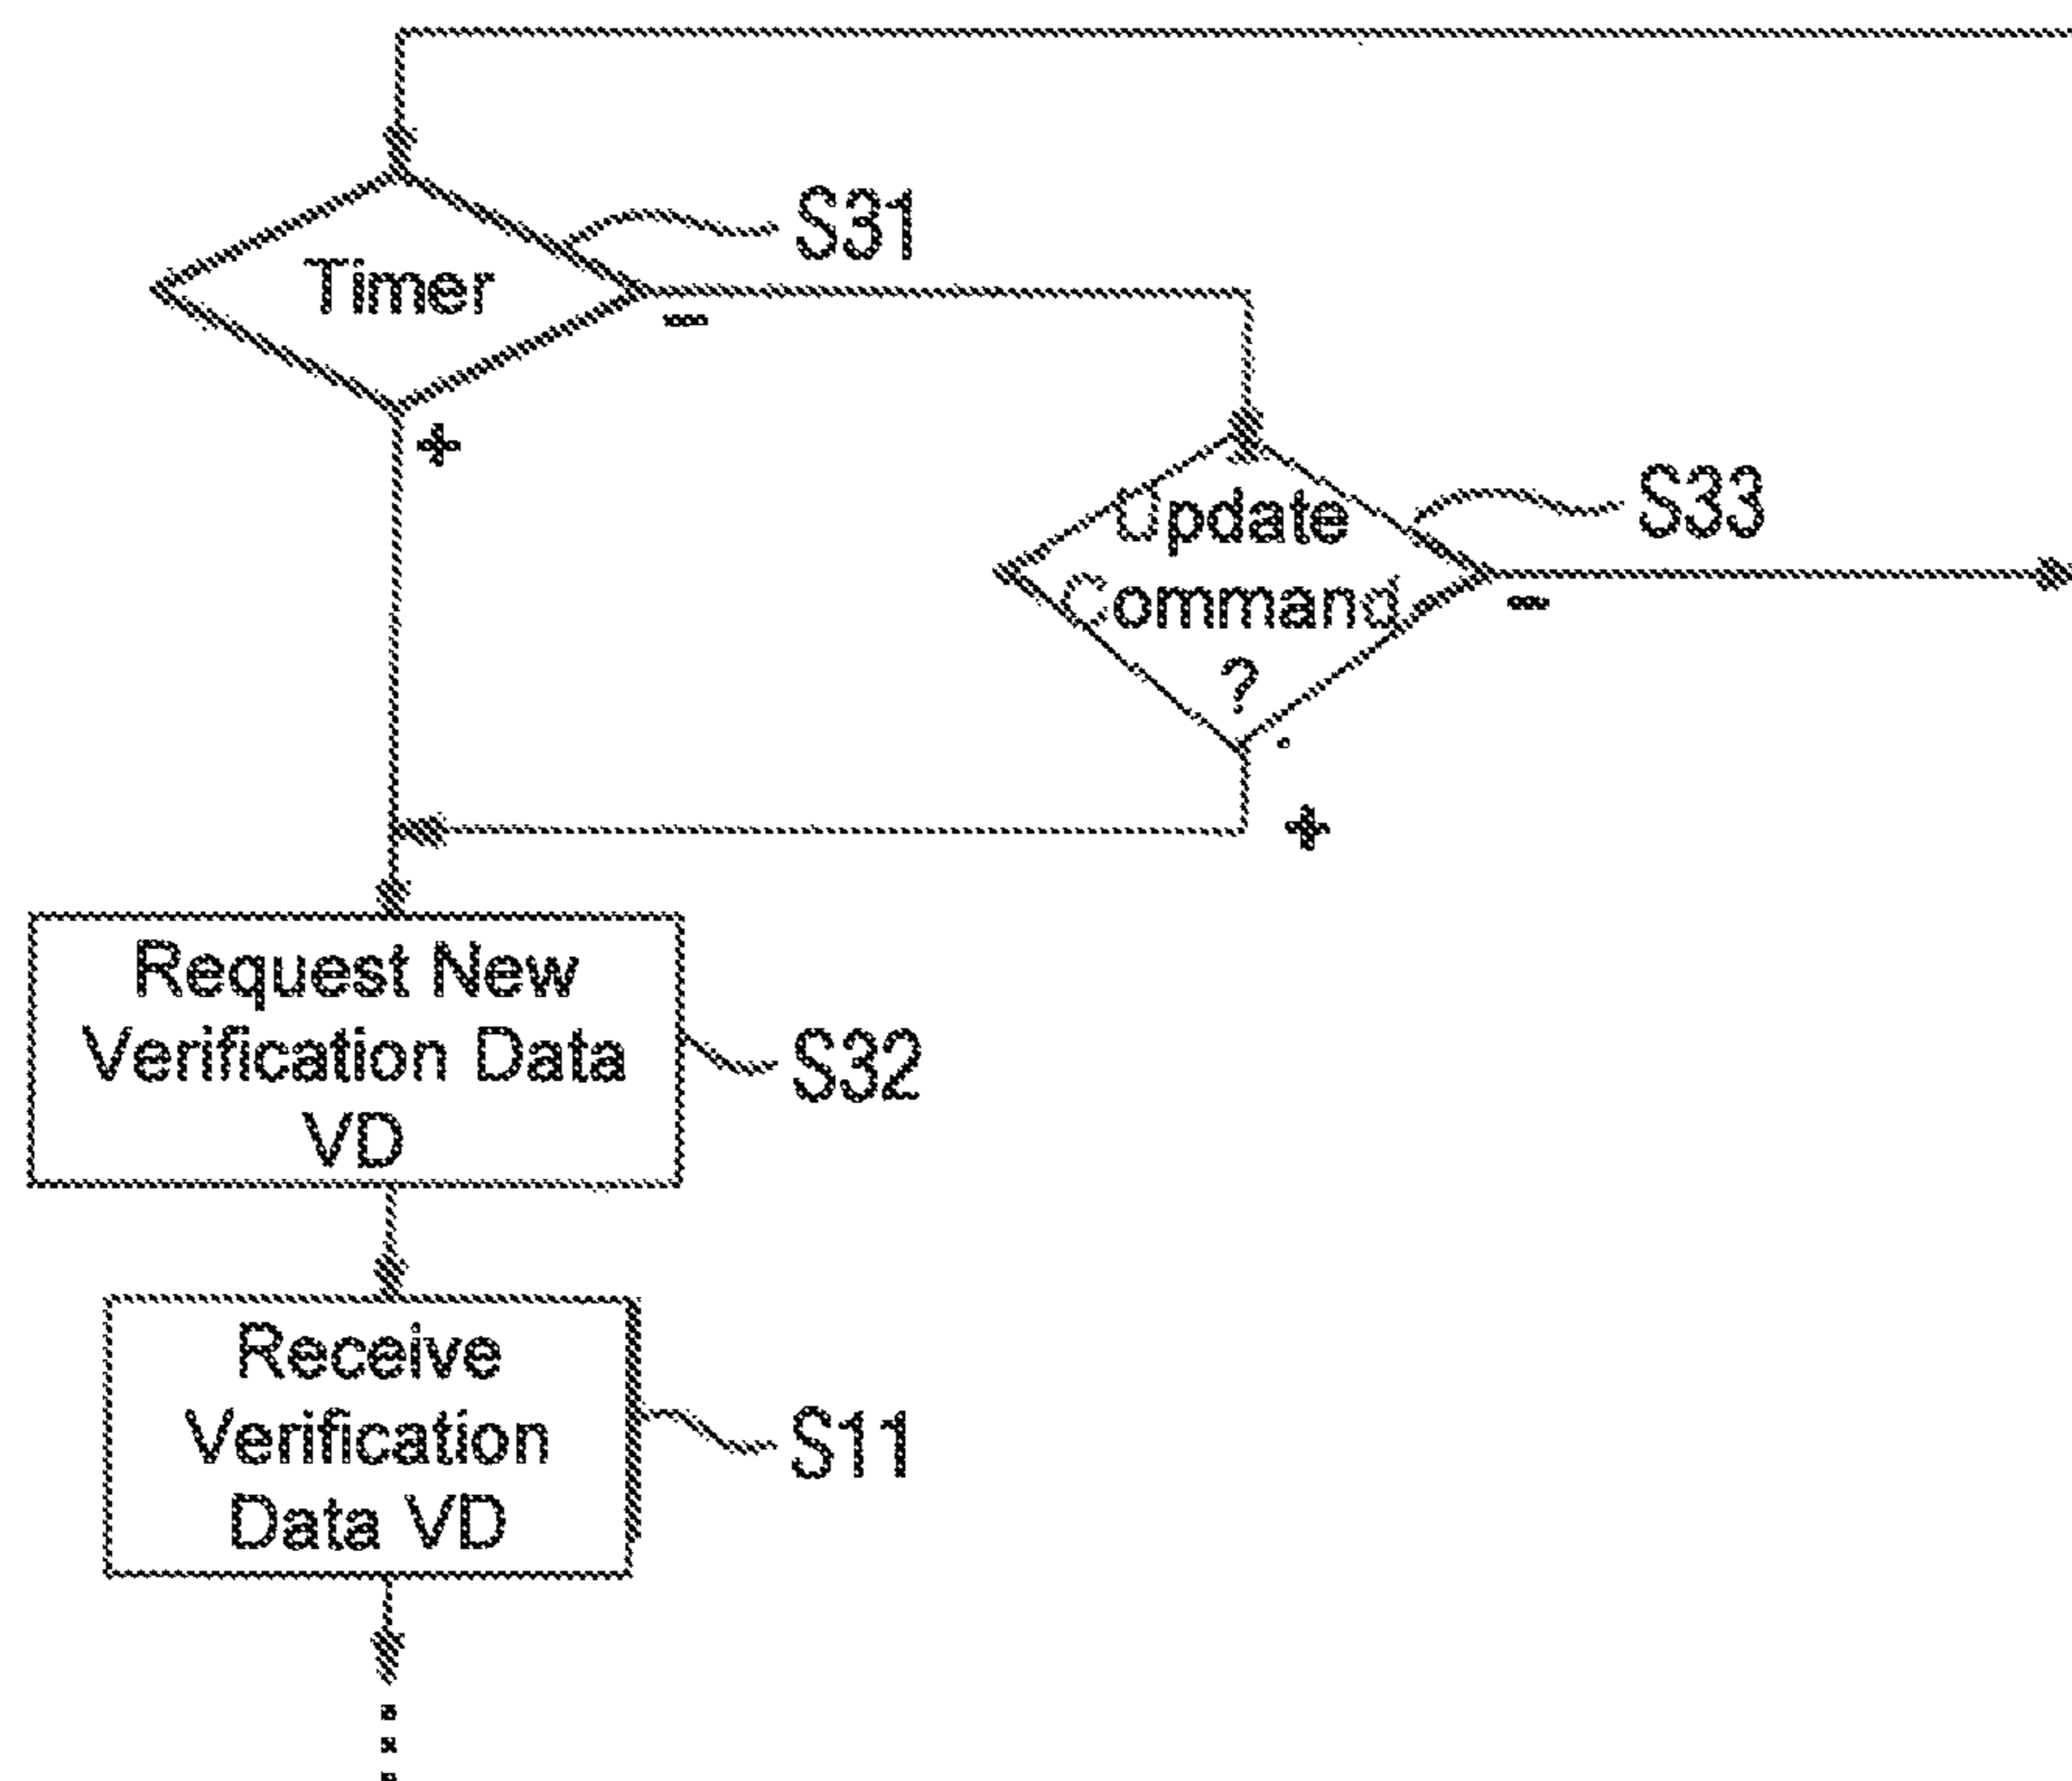 S31
Timer
−
+
S33
Update
Command
?
−
+
Request New
Verification Data
VD
S32
Receive
Verification
Data VD
S11